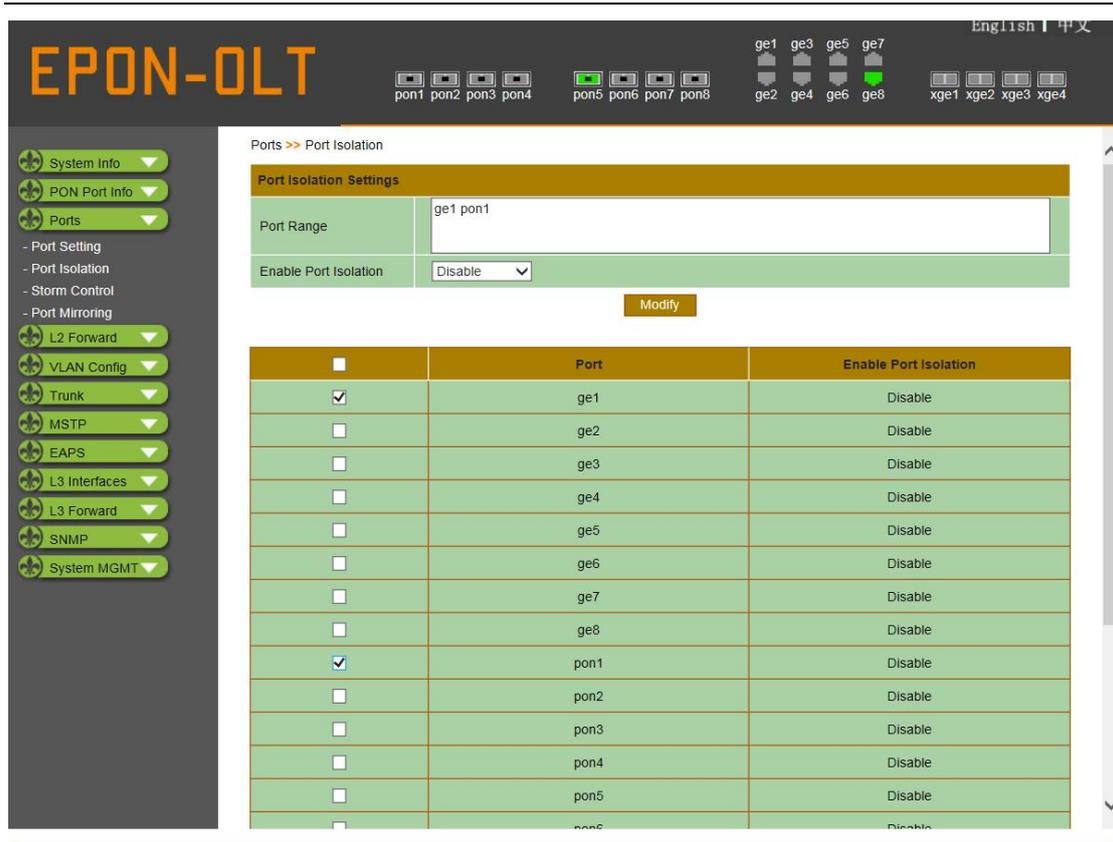 English | 中文
EPON-OLT
ge1 ge3 ge5 ge7
pon1 pon2 pon3 pon4 pon5 pon6 pon7 pon8 ge2 ge4 ge6 ge8 xge1 xge2 xge3 xge4
System Info
PON Port Info
Ports
- Port Setting
- Port Isolation
- Storm Control
- Port Mirroring
L2 Forward
VLAN Config
Trunk
MSTP
EAPS
L3 Interfaces
L3 Forward
SNMP
System MGMT
Ports >> Port Isolation
Port Isolation Settings
Port Range ge1 pon1
Enable Port Isolation Disable
Modify
Port Enable Port Isolation
ge1 Disable
ge2 Disable
ge3 Disable
ge4 Disable
ge5 Disable
ge6 Disable
ge7 Disable
ge8 Disable
pon1 Disable
pon2 Disable
pon3 Disable
pon4 Disable
pon5 Disable
pon6 Disable